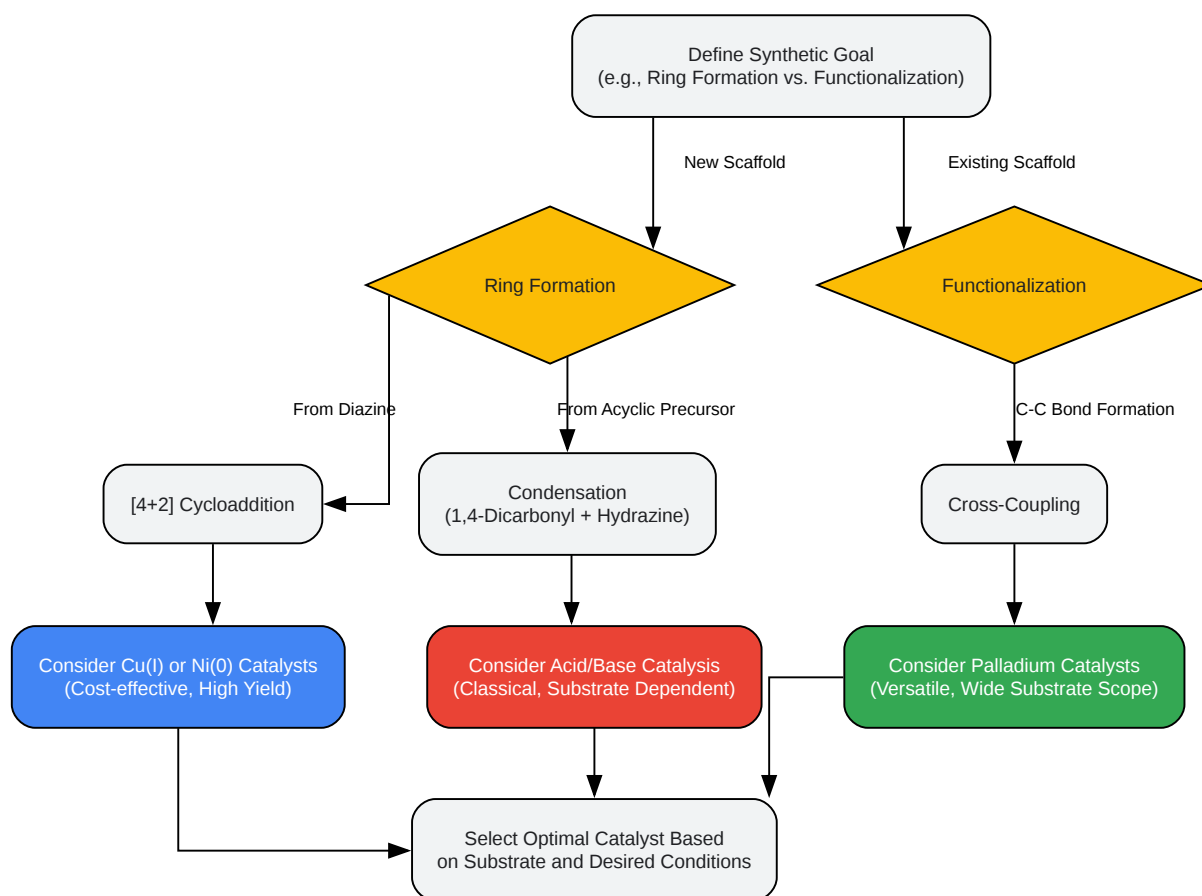 Define Synthetic Goal
(e.g., Ring Formation vs. Functionalization)
New Scaffold
Existing Scaffold
Ring Formation
Functionalization
From Diazine
From Acyclic Precursor
C-C Bond Formation
[4+2] Cycloaddition
Condensation
(1,4-Dicarbonyl + Hydrazine)
Cross-Coupling
Consider Cu(I) or Ni(0) Catalysts
(Cost-effective, High Yield)
Consider Acid/Base Catalysis
(Classical, Substrate Dependent)
Consider Palladium Catalysts
(Versatile, Wide Substrate Scope)
Select Optimal Catalyst Based
on Substrate and Desired Conditions